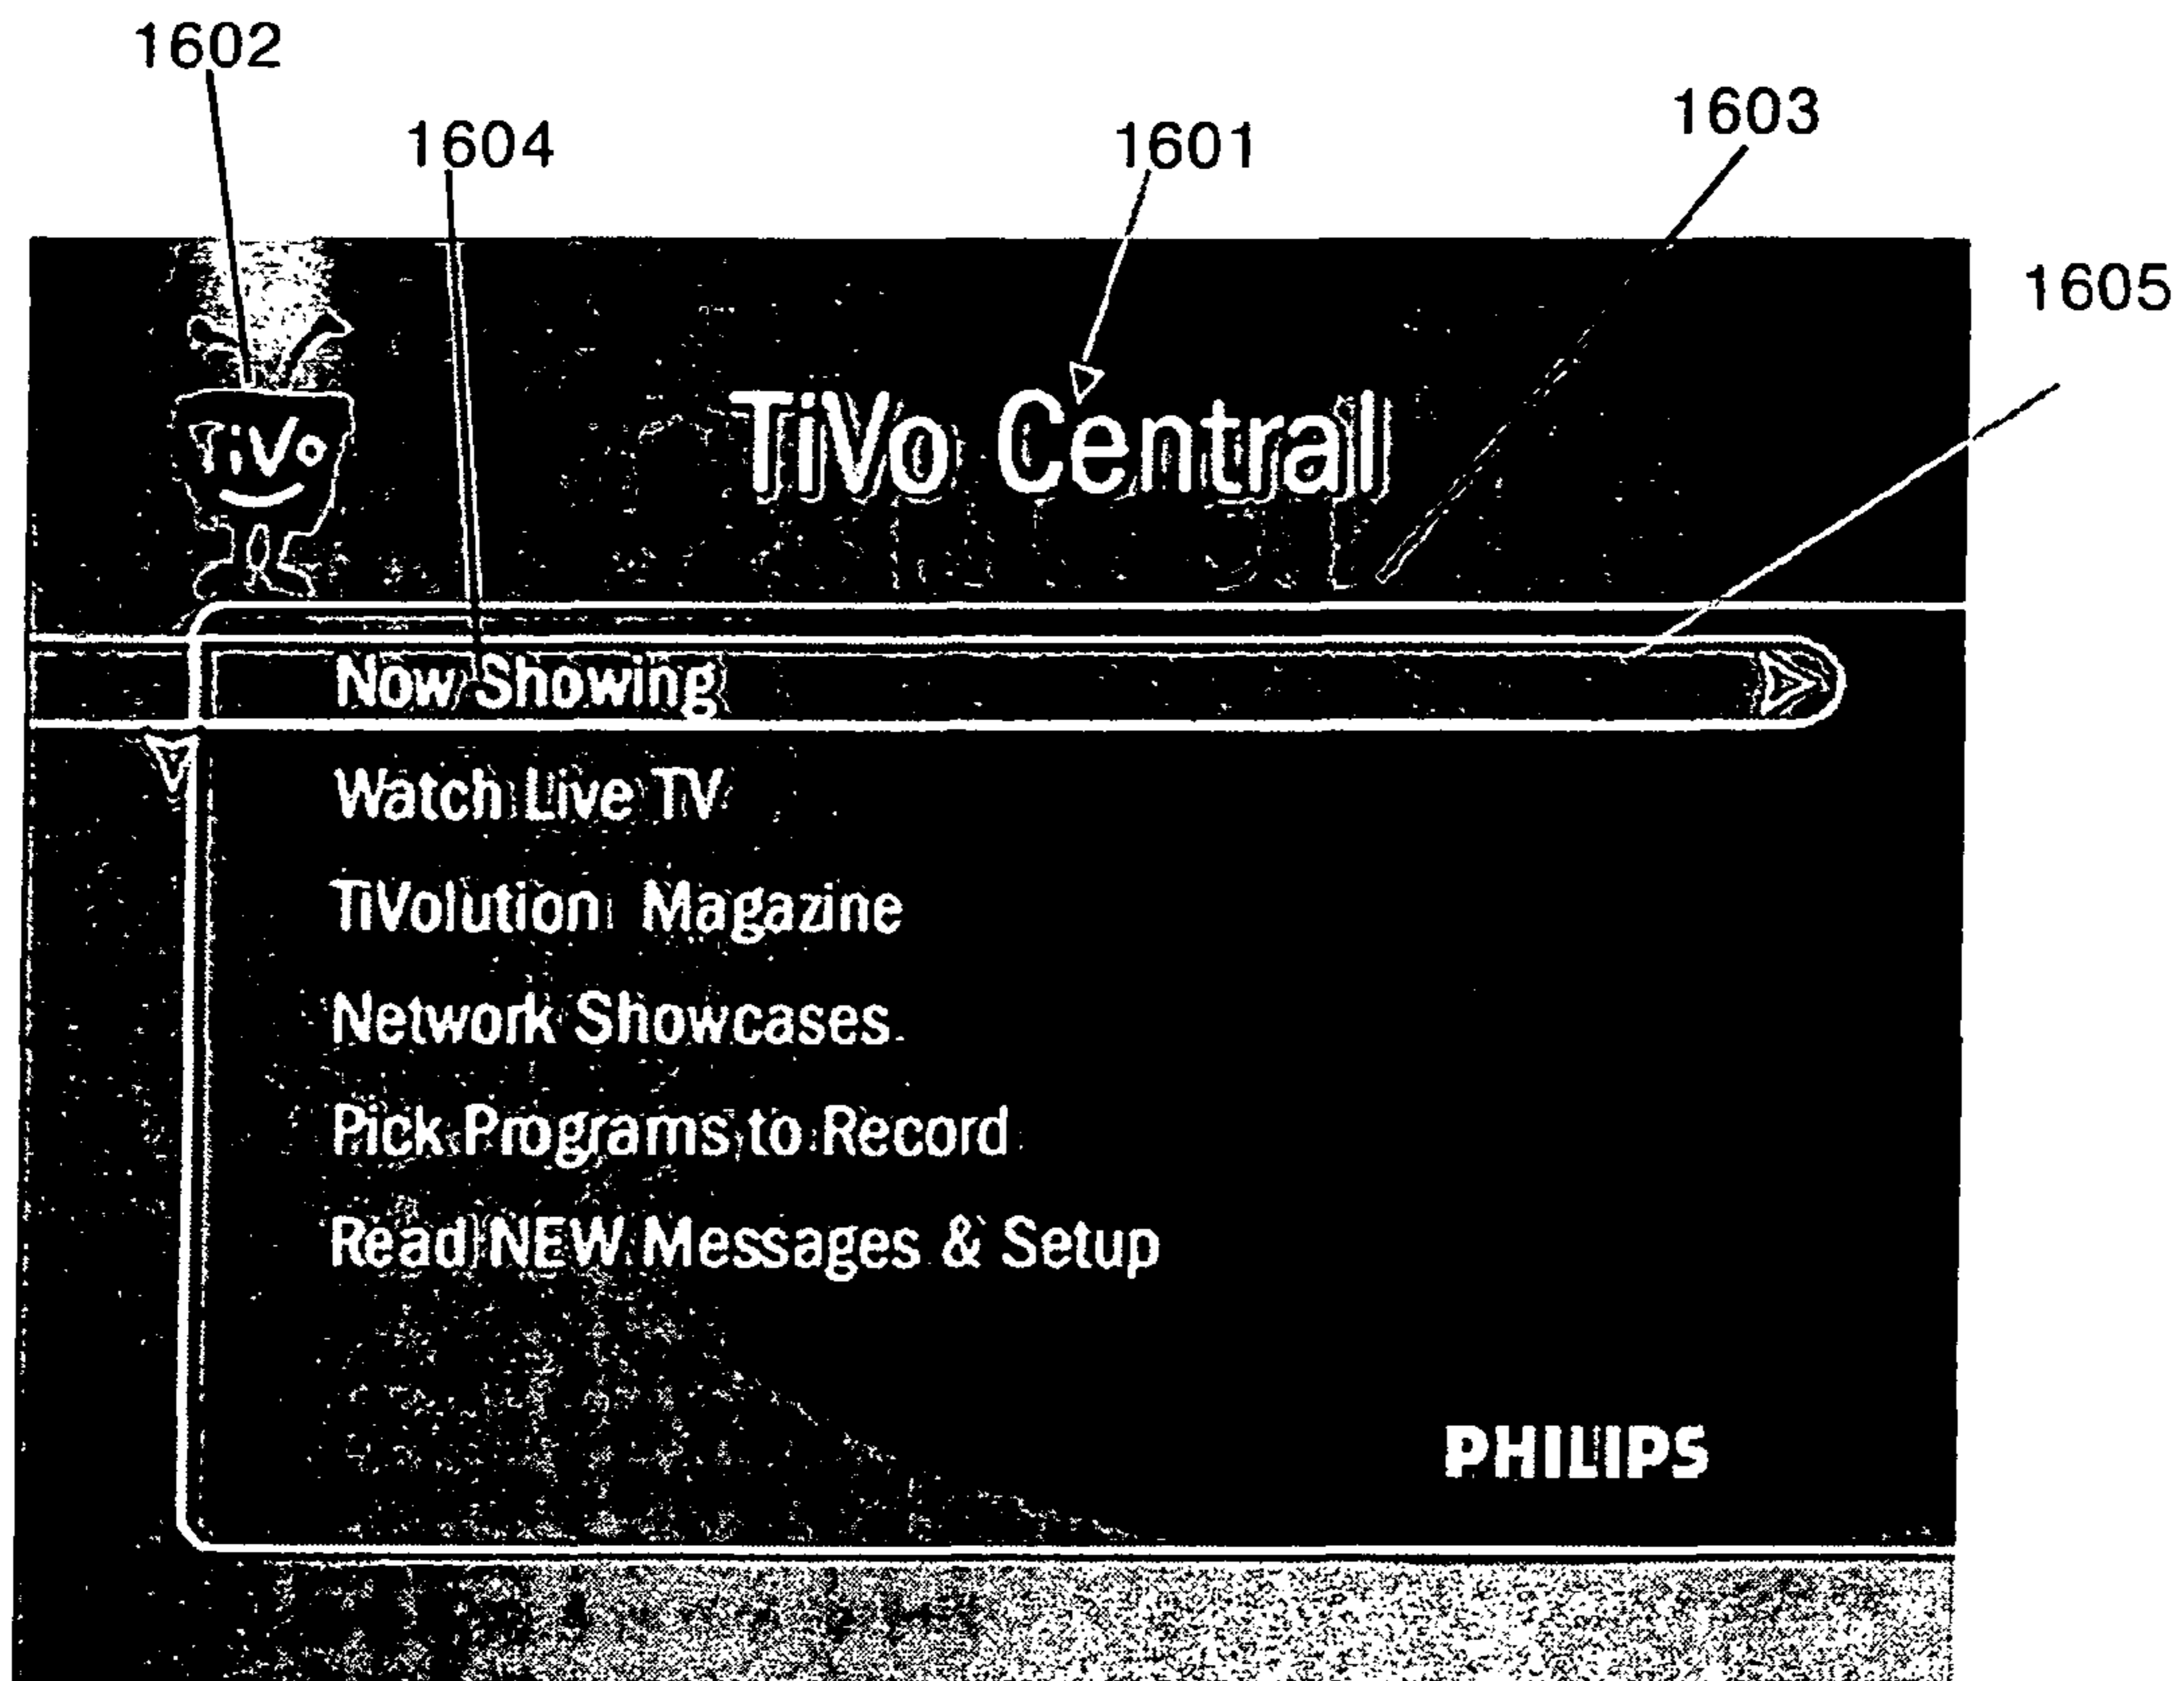 1602
1604
1601
1603
1605
TiVo
TiVo Central
Now Showing
Watch Live TV
TiVolution Magazine
Network Showcases
Pick Programs to Record
Read NEW Messages & Setup
PHILIPS